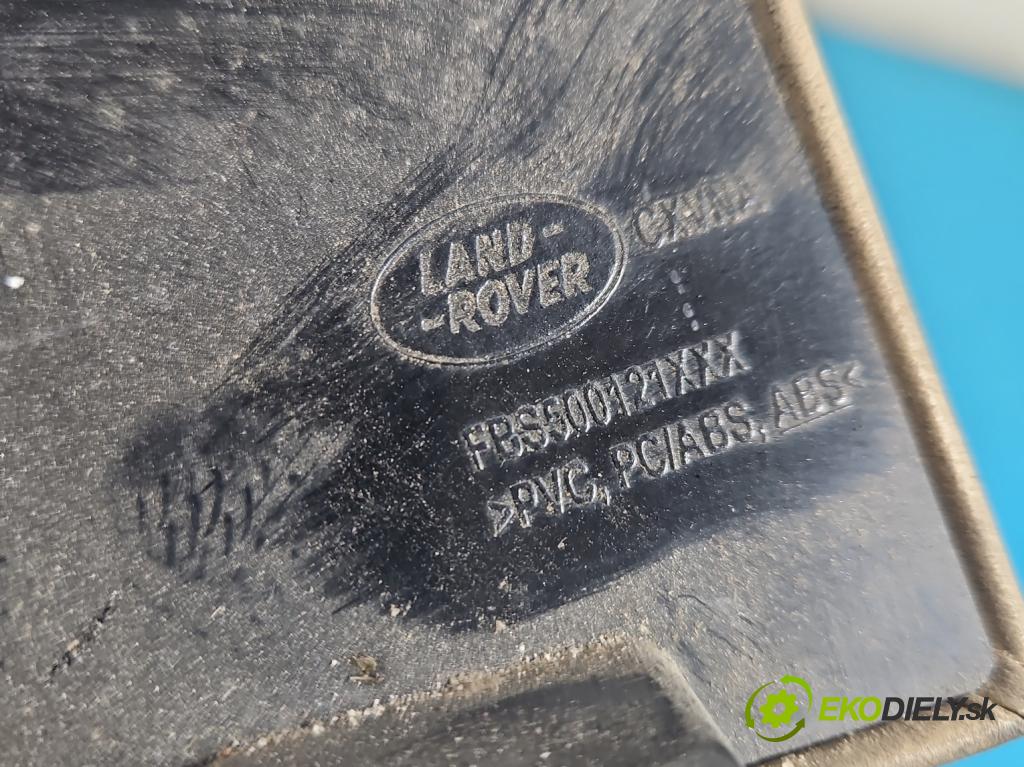 LAND-
-ROVER
FBS500121XXX
>PVC, PC/ABS, ABS<
EKODIELY.sk